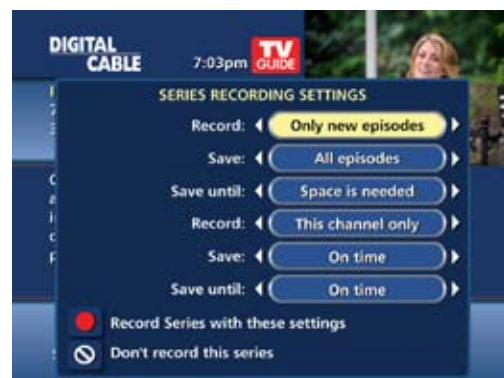 DIGITAL
CABLE
7:03pm
TV
GUIDE
SERIES RECORDING SETTINGS
Record: Only new episodes
Save: All episodes
Save until: Space is needed
Record: This channel only
Save: On time
Save until: On time
Record Series with these settings
Don't record this series